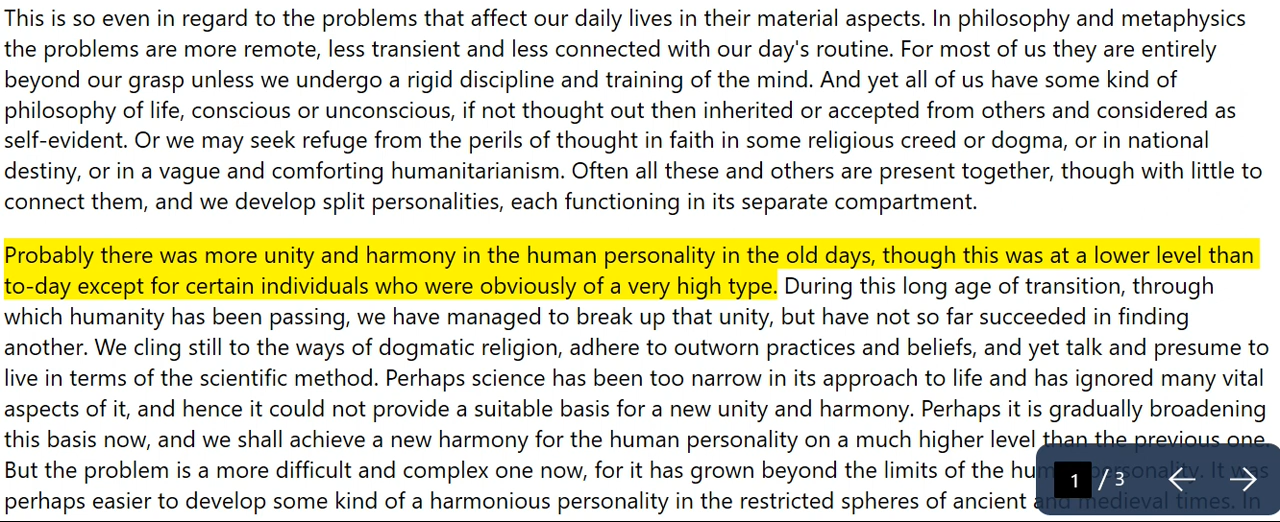 This is so even in regard to the problems that affect our daily lives in their material aspects. In philosophy and metaphysics
the problems are more remote, less transient and less connected with our day's routine. For most of us they are entirely
beyond our grasp unless we undergo a rigid discipline and training of the mind. And yet all of us have some kind of
philosophy of life, conscious or unconscious, if not thought out then inherited or accepted from others and considered as
self-evident. Or we may seek refuge from the perils of thought in faith in some religious creed or dogma, or in national
destiny, or in a vague and comforting humanitarianism. Often all these and others are present together, though with little to
connect them, and we develop split personalities, each functioning in its separate compartment.
Probably there was more unity and harmony in the human personality in the old days, though this was at a lower level than
to-day except for certain individuals who were obviously of a very high type. During this long age of transition, through
which humanity has been passing, we have managed to break up that unity, but have not so far succeeded in finding
another. We cling still to the ways of dogmatic religion, adhere to outworn practices and beliefs, and yet talk and presume to
live in terms of the scientific method. Perhaps science has been too narrow in its approach to life and has ignored many vital
aspects of it, and hence it could not provide a suitable basis for a new unity and harmony. Perhaps it is gradually broadening
this basis now, and we shall achieve a new harmony for the human personality on a much higher level than the previous one.
But the problem is a more difficult and complex one now, for it has grown beyond the limits of the human personality. It was
perhaps easier to develop some kind of a harmonious personality in the restricted spheres of ancient and medieval times. In
1 / 3